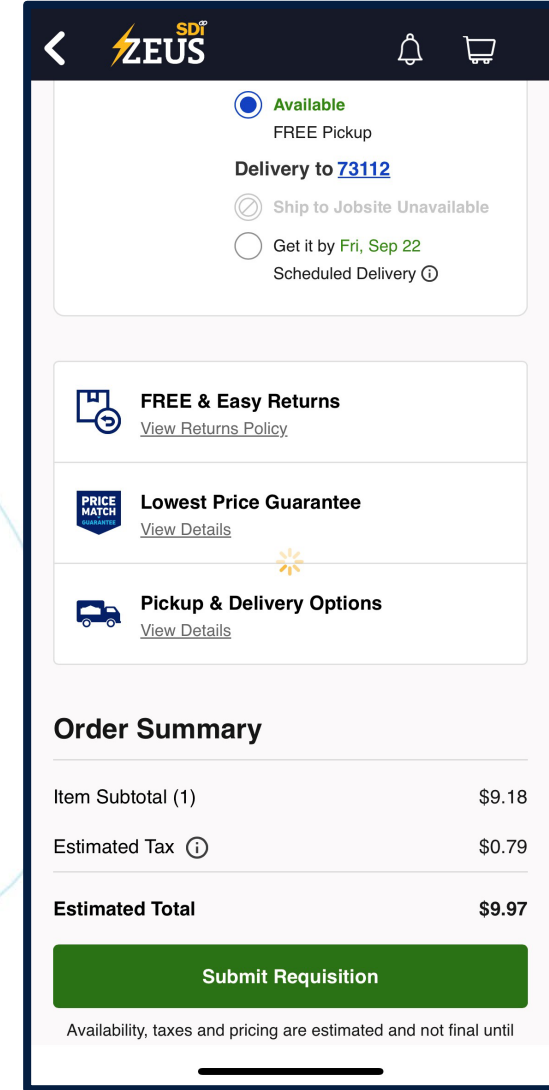 SDi
ZEUS
Available
FREE Pickup
Delivery to 73112
Ship to Jobsite Unavailable
Get it by Fri, Sep 22
Scheduled Delivery
FREE & Easy Returns
View Returns Policy
PRICE
MATCH
GUARANTEE
Lowest Price Guarantee
View Details
Pickup & Delivery Options
View Details
Order Summary
Item Subtotal (1) $9.18
Estimated Tax $0.79
Estimated Total $9.97
Submit Requisition
Availability, taxes and pricing are estimated and not final until